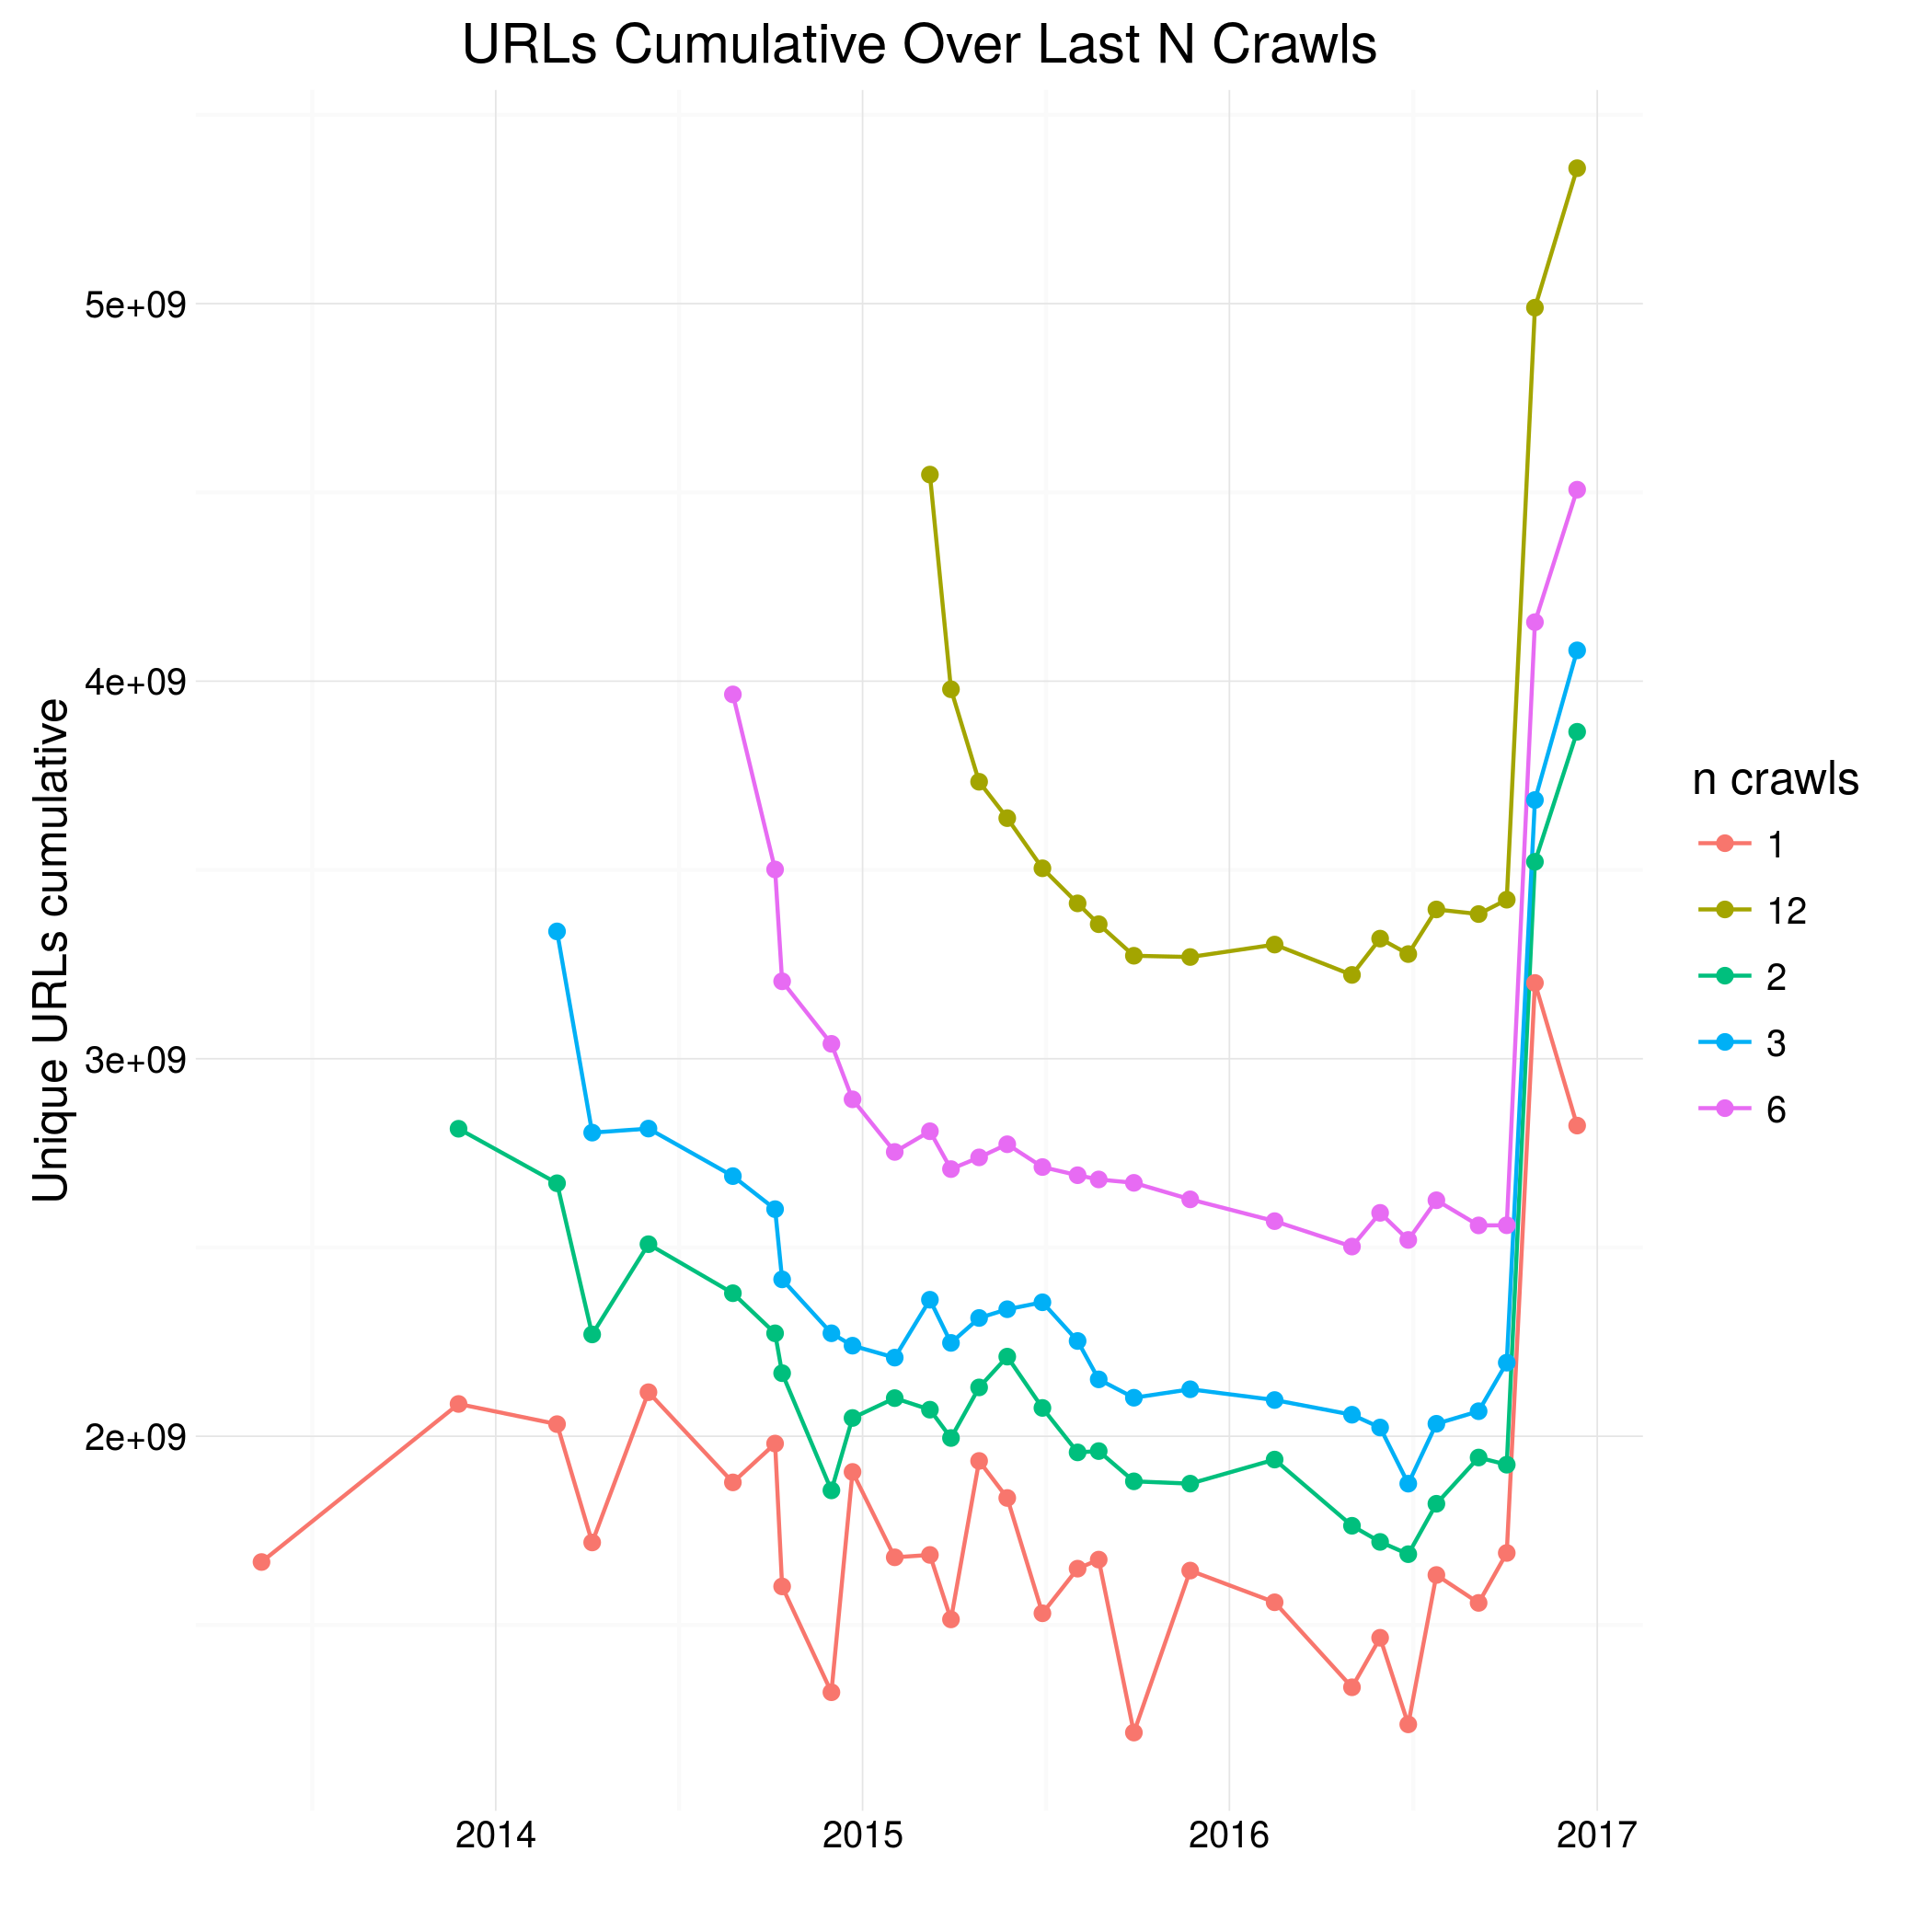 URLs Cumulative Over Last N Crawls
Unique URLs cumulative
5e+09
4e+09
3e+09
2e+09
2014
2015
2016
2017
n crawls
1
12
2
3
6